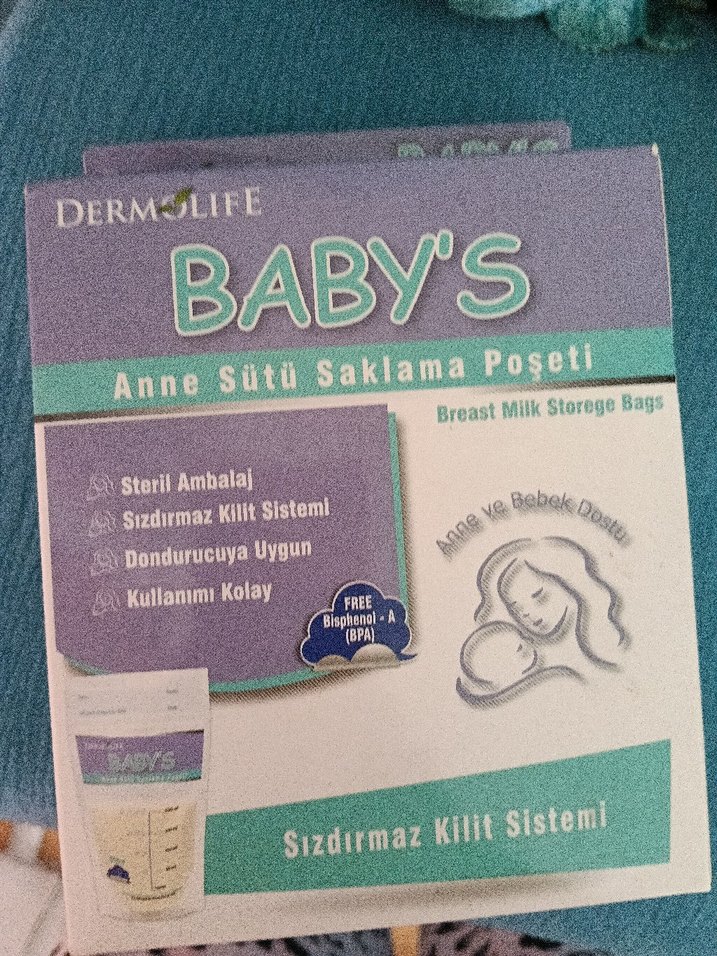 DERMOLIFE
BABY'S
Anne Sütü Saklama Poşeti
Breast Milk Storege Bags
Steril Ambalaj
Sızdırmaz Kilit Sistemi
Dondurucuya Uygun
Kullanımı Kolay
FREE
Bisphenol - A
(BPA)
Anne ve Bebek Dostu
BABY'S
Sızdırmaz Kilit Sistemi